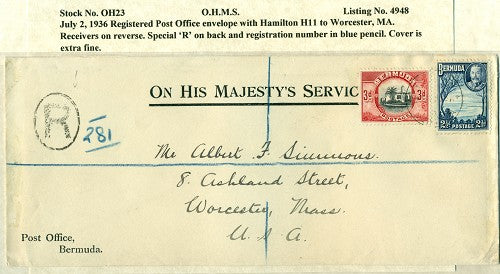 Stock No. OH23 O.H.M.S. Listing No. 4948
July 2, 1936 Registered Post Office envelope with Hamilton H11 to Worcester, MA.
Receivers on reverse. Special ‘R’ on back and registration number in blue pencil. Cover is
extra fine.
ON HIS MAJESTY'S SERVIC
BERMUDA
3d 3d
BERMUDA
2½ POSTAGE 2½
R
281
Mr Albert F. Simmons.
8. Ashland Street,
Worcester, Mass.
U. S. A.
Post Office,
Bermuda.